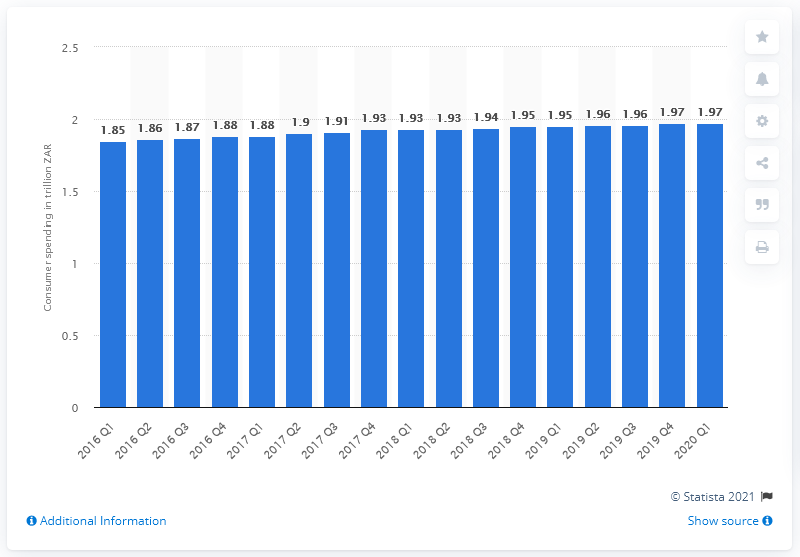 2.5
2
1.5
1
0.5
0
Consumer spending in trillion ZAR
1.85 1.86 1.87 1.88 1.88 1.9 1.91 1.93 1.93 1.93 1.94 1.95 1.95 1.96 1.96 1.97 1.97
2016 Q1 2016 Q2 2016 Q3 2016 Q4 2017 Q1 2017 Q2 2017 Q3 2017 Q4 2018 Q1 2018 Q2 2018 Q3 2018 Q4 2019 Q1 2019 Q2 2019 Q3 2019 Q4 2020 Q1
© Statista 2021
Additional Information
Show source